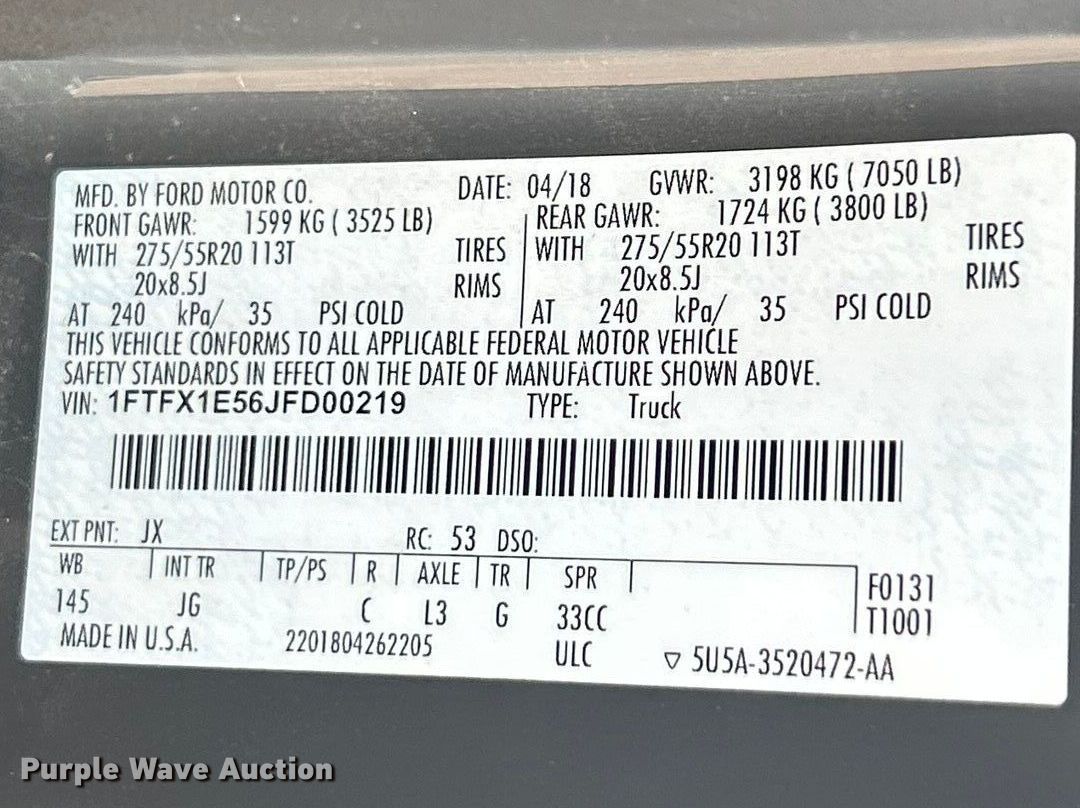 MFD. BY FORD MOTOR CO. DATE: 04/18 GVWR: 3198 KG ( 7050 LB)
FRONT GAWR: 1599 KG ( 3525 LB) REAR GAWR: 1724 KG ( 3800 LB)
WITH 275/55R20 113T TIRES WITH 275/55R20 113T TIRES
20x8.5J RIMS 20x8.5J RIMS
AT 240 kPa/ 35 PSI COLD AT 240 kPa/ 35 PSI COLD
THIS VEHICLE CONFORMS TO ALL APPLICABLE FEDERAL MOTOR VEHICLE
SAFETY STANDARDS IN EFFECT ON THE DATE OF MANUFACTURE SHOWN ABOVE.
VIN: 1FTFX1E56JFD00219 TYPE: Truck
EXT PNT: JX RC: 53 DSO:
WB INT TR TP/PS R AXLE TR SPR F0131
145 JG C L3 G 33CC T1001
MADE IN U.S.A. 2201804262205 ULC ▽ 5U5A-3520472-AA
Purple Wave Auction